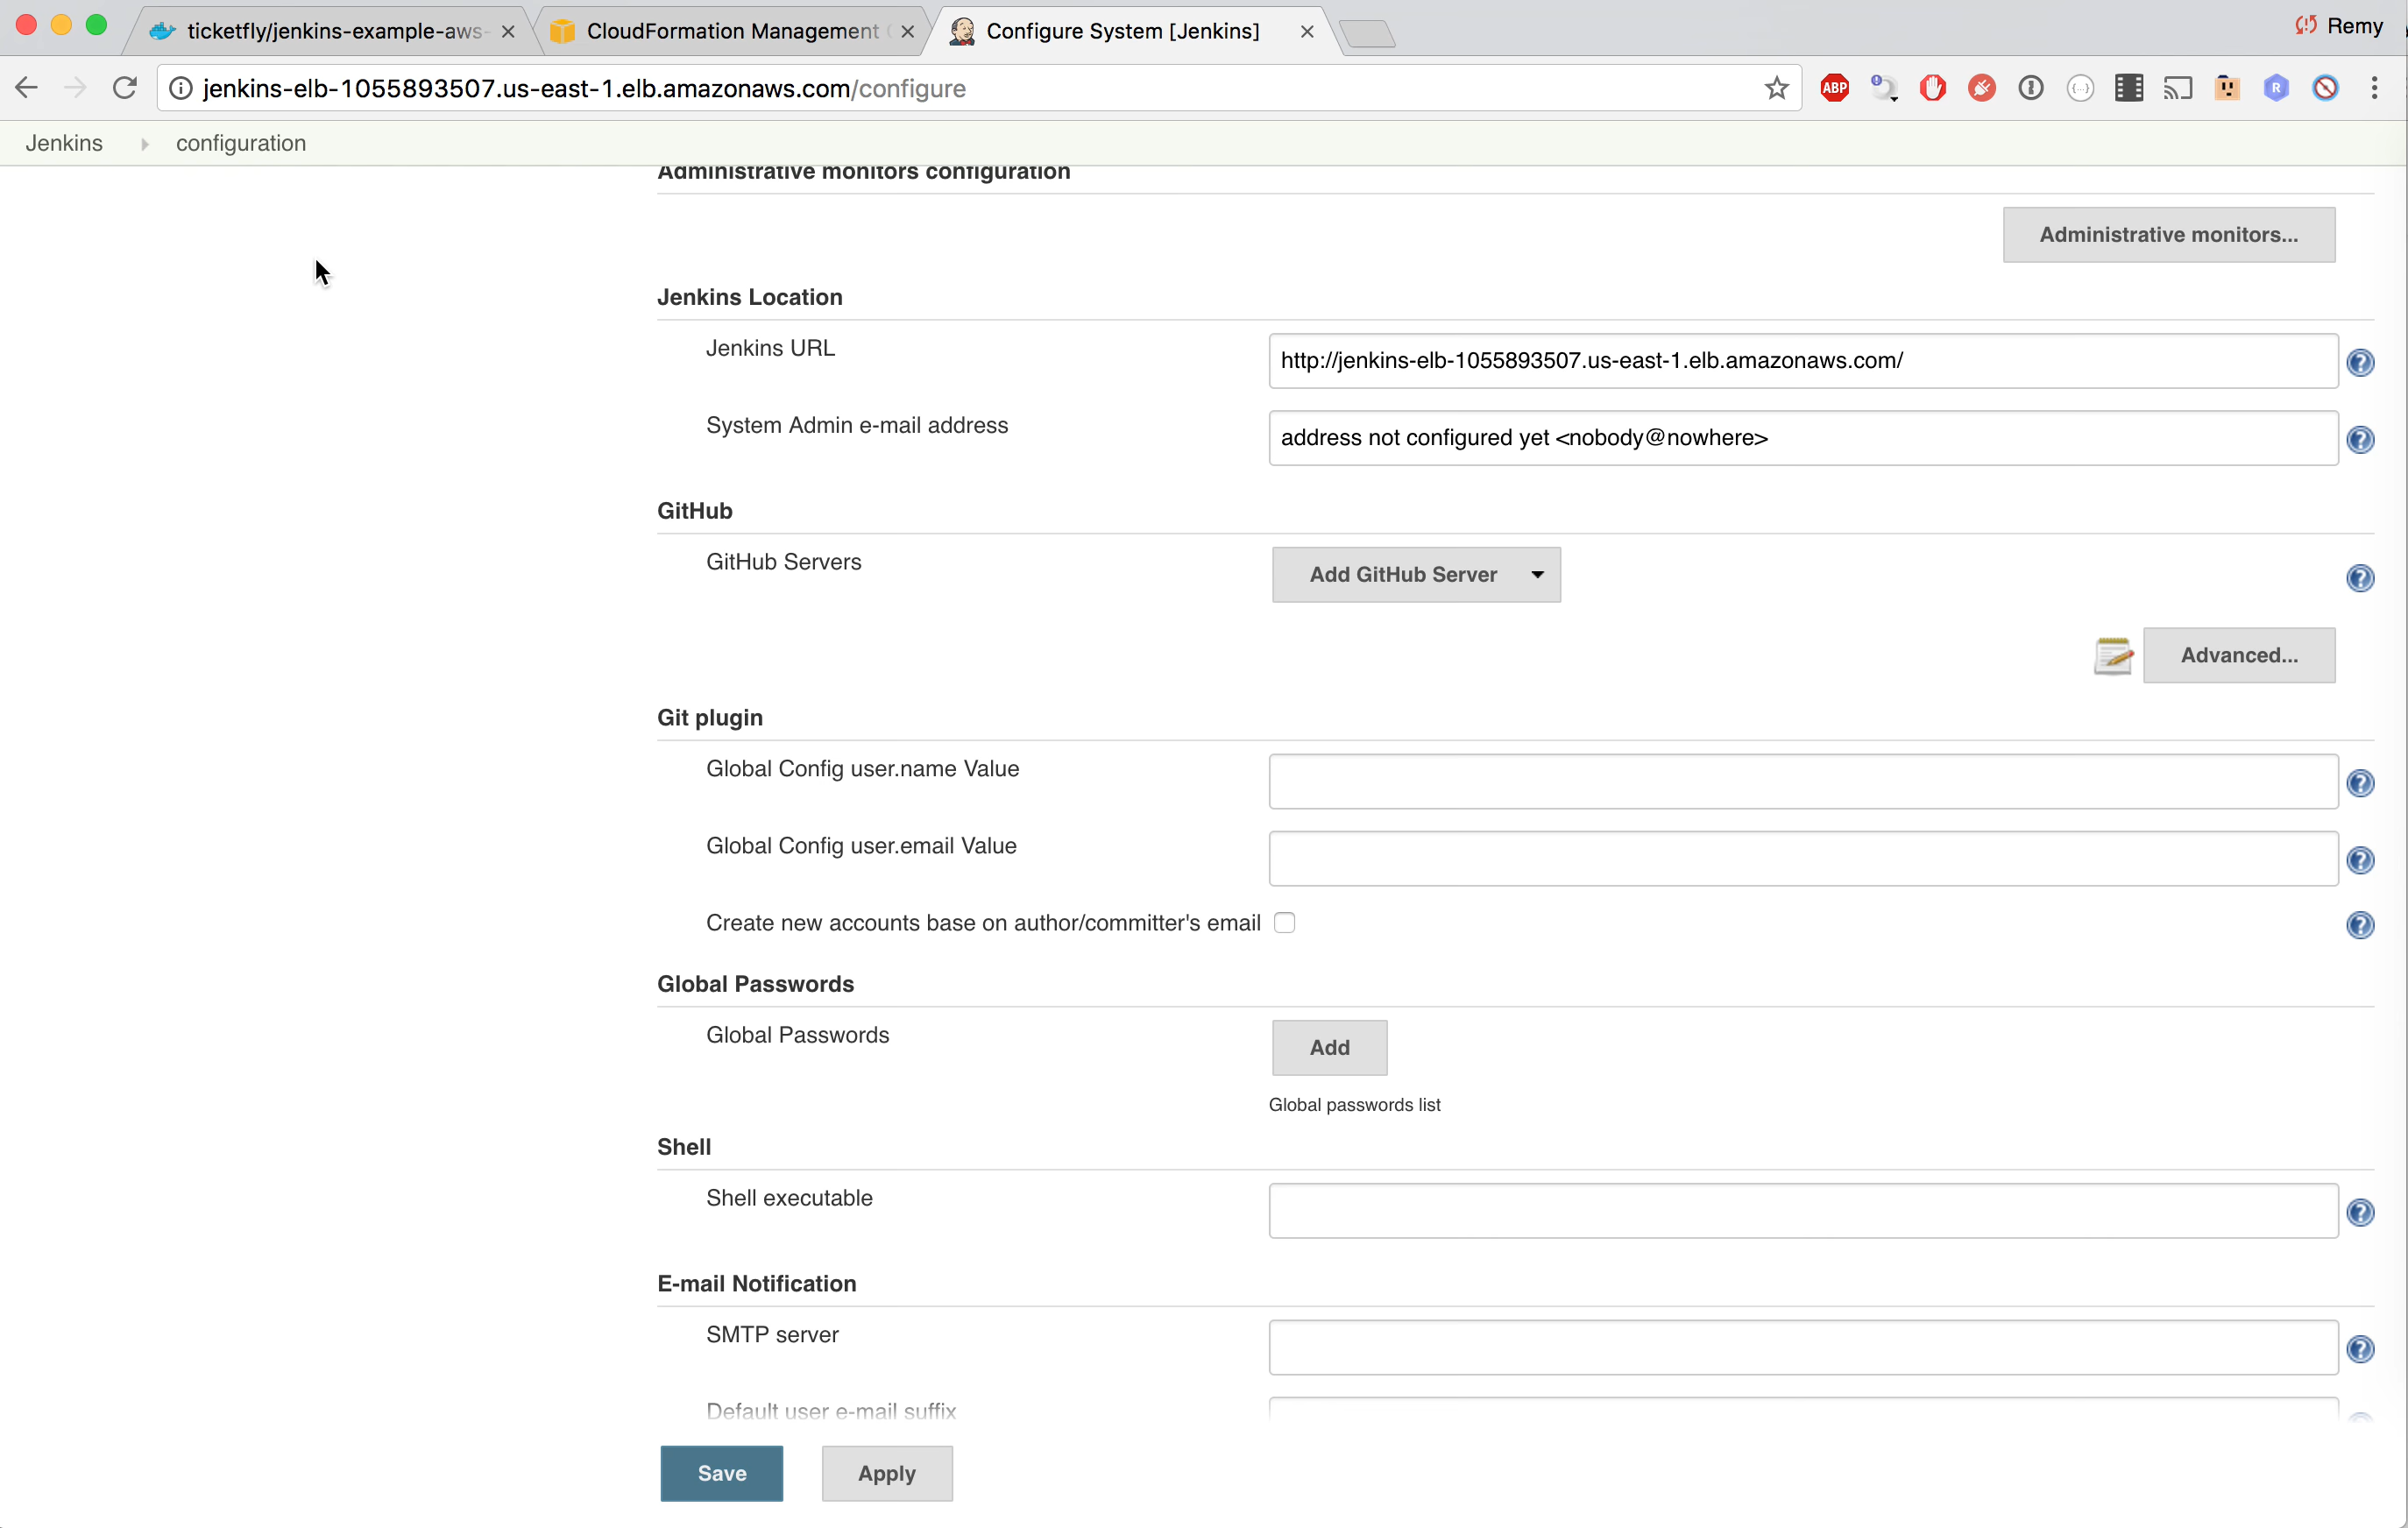 ticketfly/jenkins-example-aws-
CloudFormation Management
Configure System [Jenkins]
Remy
jenkins-elb-1055893507.us-east-1.elb.amazonaws.com/configure
ABP
R
Jenkins
configuration
Administrative monitors configuration
Administrative monitors...
Jenkins Location
Jenkins URL
http://jenkins-elb-1055893507.us-east-1.elb.amazonaws.com/
System Admin e-mail address
address not configured yet <nobody@nowhere>
GitHub
GitHub Servers
Add GitHub Server
Advanced...
Git plugin
Global Config user.name Value
Global Config user.email Value
Create new accounts base on author/committer's email
Global Passwords
Global Passwords
Add
Global passwords list
Shell
Shell executable
E-mail Notification
SMTP server
Default user e-mail suffix
Save
Apply